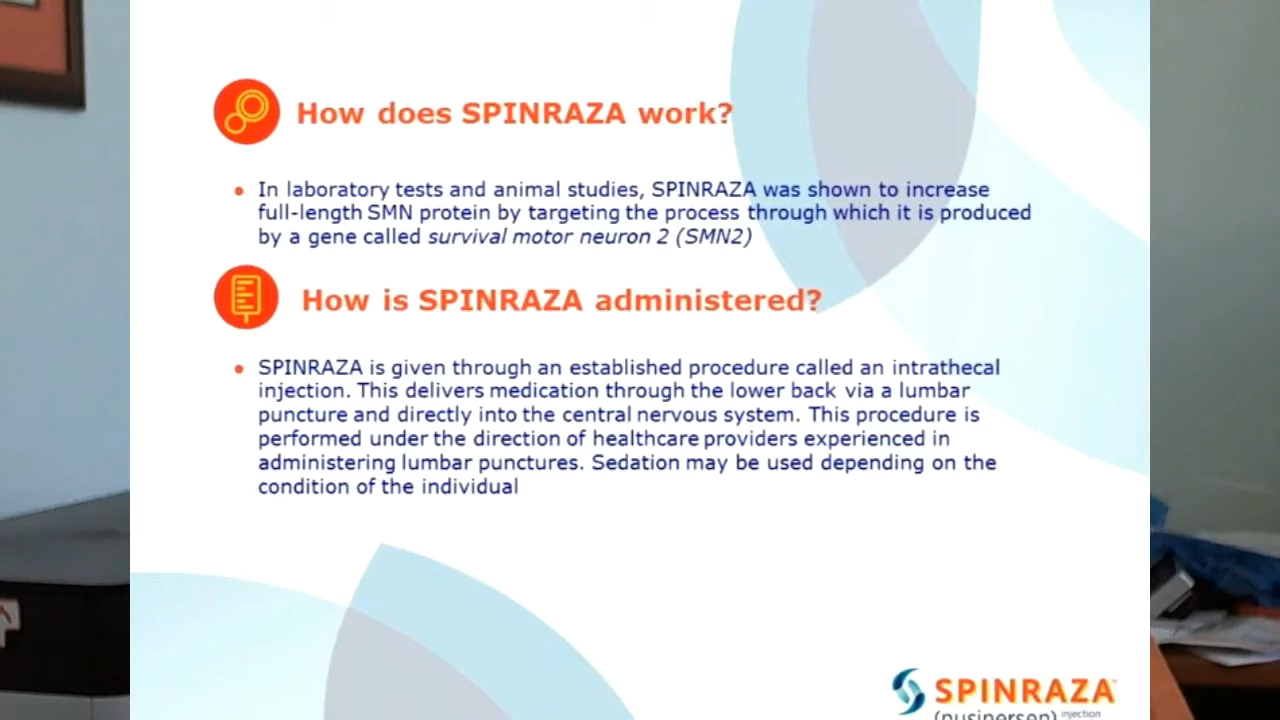 How does SPINRAZA work?
• In laboratory tests and animal studies, SPINRAZA was shown to increase
full-length SMN protein by targeting the process through which it is produced
by a gene called survival motor neuron 2 (SMN2)
How is SPINRAZA administered?
• SPINRAZA is given through an established procedure called an intrathecal
injection. This delivers medication through the lower back via a lumbar
puncture and directly into the central nervous system. This procedure is
performed under the direction of healthcare providers experienced in
administering lumbar punctures. Sedation may be used depending on the
condition of the individual
SPINRAZA™
(nusinersen) injection